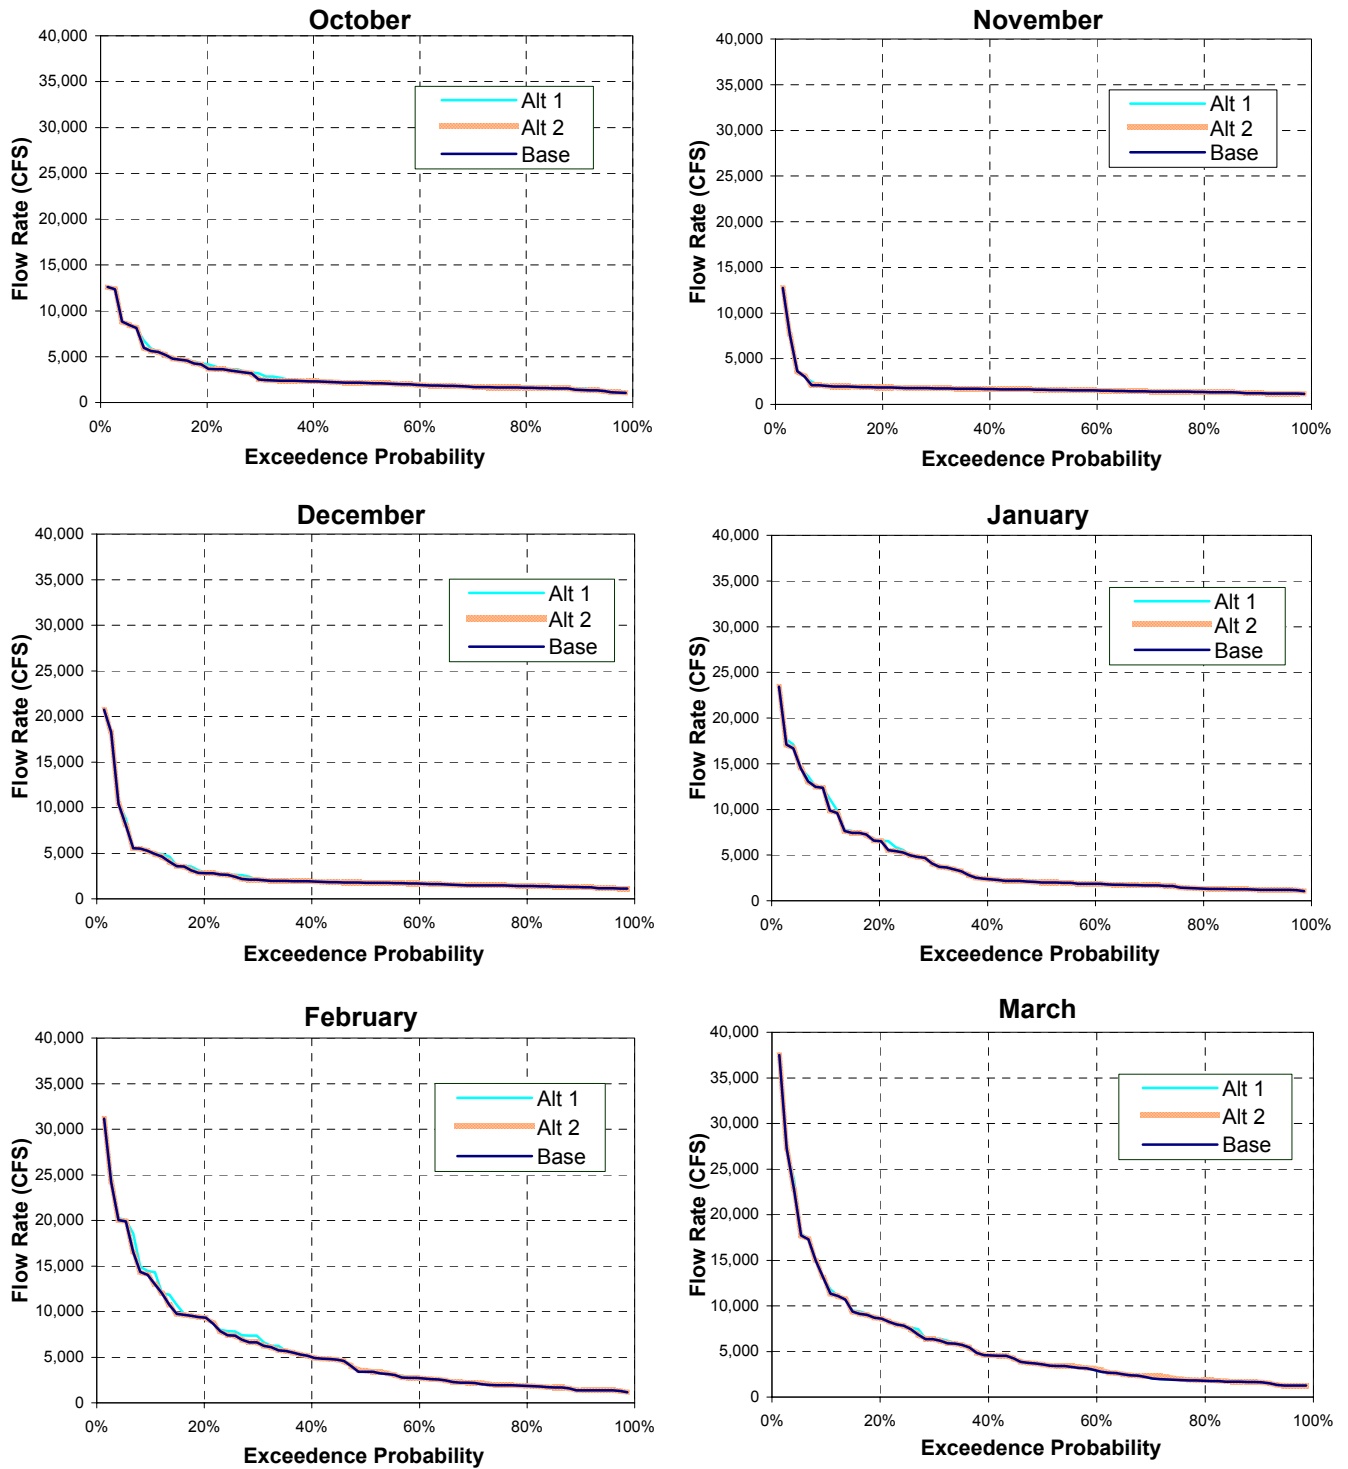 October
40,000
35,000
30,000
25,000
20,000
15,000
10,000
5,000
0
Flow Rate (CFS)
Alt 1
Alt 2
Base
0% 20% 40% 60% 80% 100%
Exceedence Probability
November
40,000
35,000
30,000
25,000
20,000
15,000
10,000
5,000
0
Flow Rate (CFS)
Alt 1
Alt 2
Base
0% 20% 40% 60% 80% 100%
Exceedence Probability
December
40,000
35,000
30,000
25,000
20,000
15,000
10,000
5,000
0
Flow Rate (CFS)
Alt 1
Alt 2
Base
0% 20% 40% 60% 80% 100%
Exceedence Probability
January
40,000
35,000
30,000
25,000
20,000
15,000
10,000
5,000
0
Flow Rate (CFS)
Alt 1
Alt 2
Base
0% 20% 40% 60% 80% 100%
Exceedence Probability
February
40,000
35,000
30,000
25,000
20,000
15,000
10,000
5,000
0
Flow Rate (CFS)
Alt 1
Alt 2
Base
0% 20% 40% 60% 80% 100%
Exceedence Probability
March
40,000
35,000
30,000
25,000
20,000
15,000
10,000
5,000
0
Flow Rate (CFS)
Alt 1
Alt 2
Base
0% 20% 40% 60% 80% 100%
Exceedence Probability